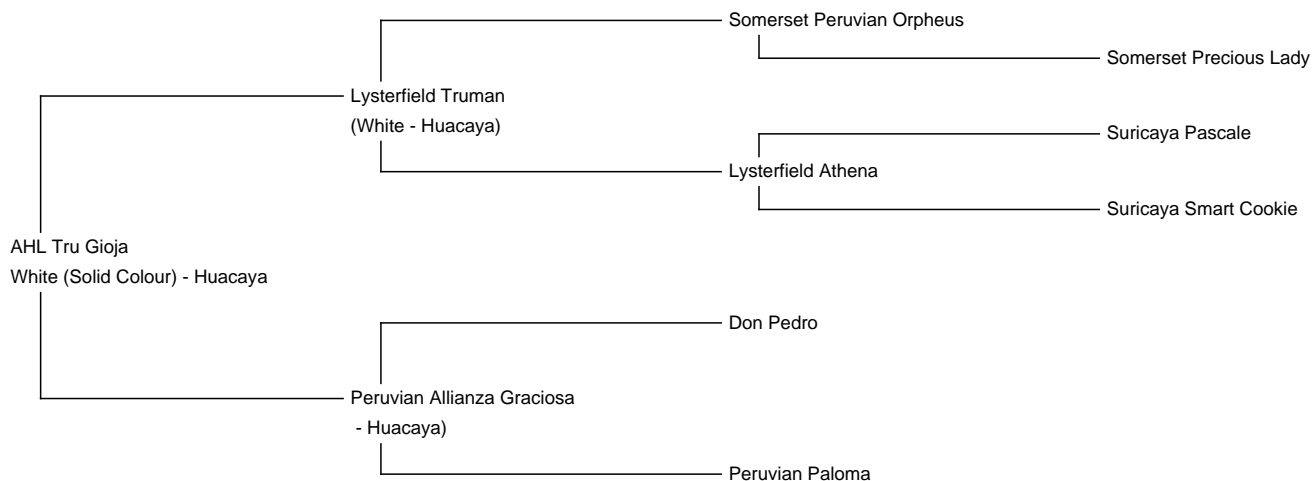 Somerset Peruvian Orpheus
Somerset Precious Lady
Lysterfield Truman
(White - Huacaya)
Suricaya Pascale
Lysterfield Athena
Suricaya Smart Cookie
AHL Tru Gioja
White (Solid Colour) - Huacaya
Don Pedro
Peruvian Allianza Graciosa
- Huacaya)
Peruvian Paloma